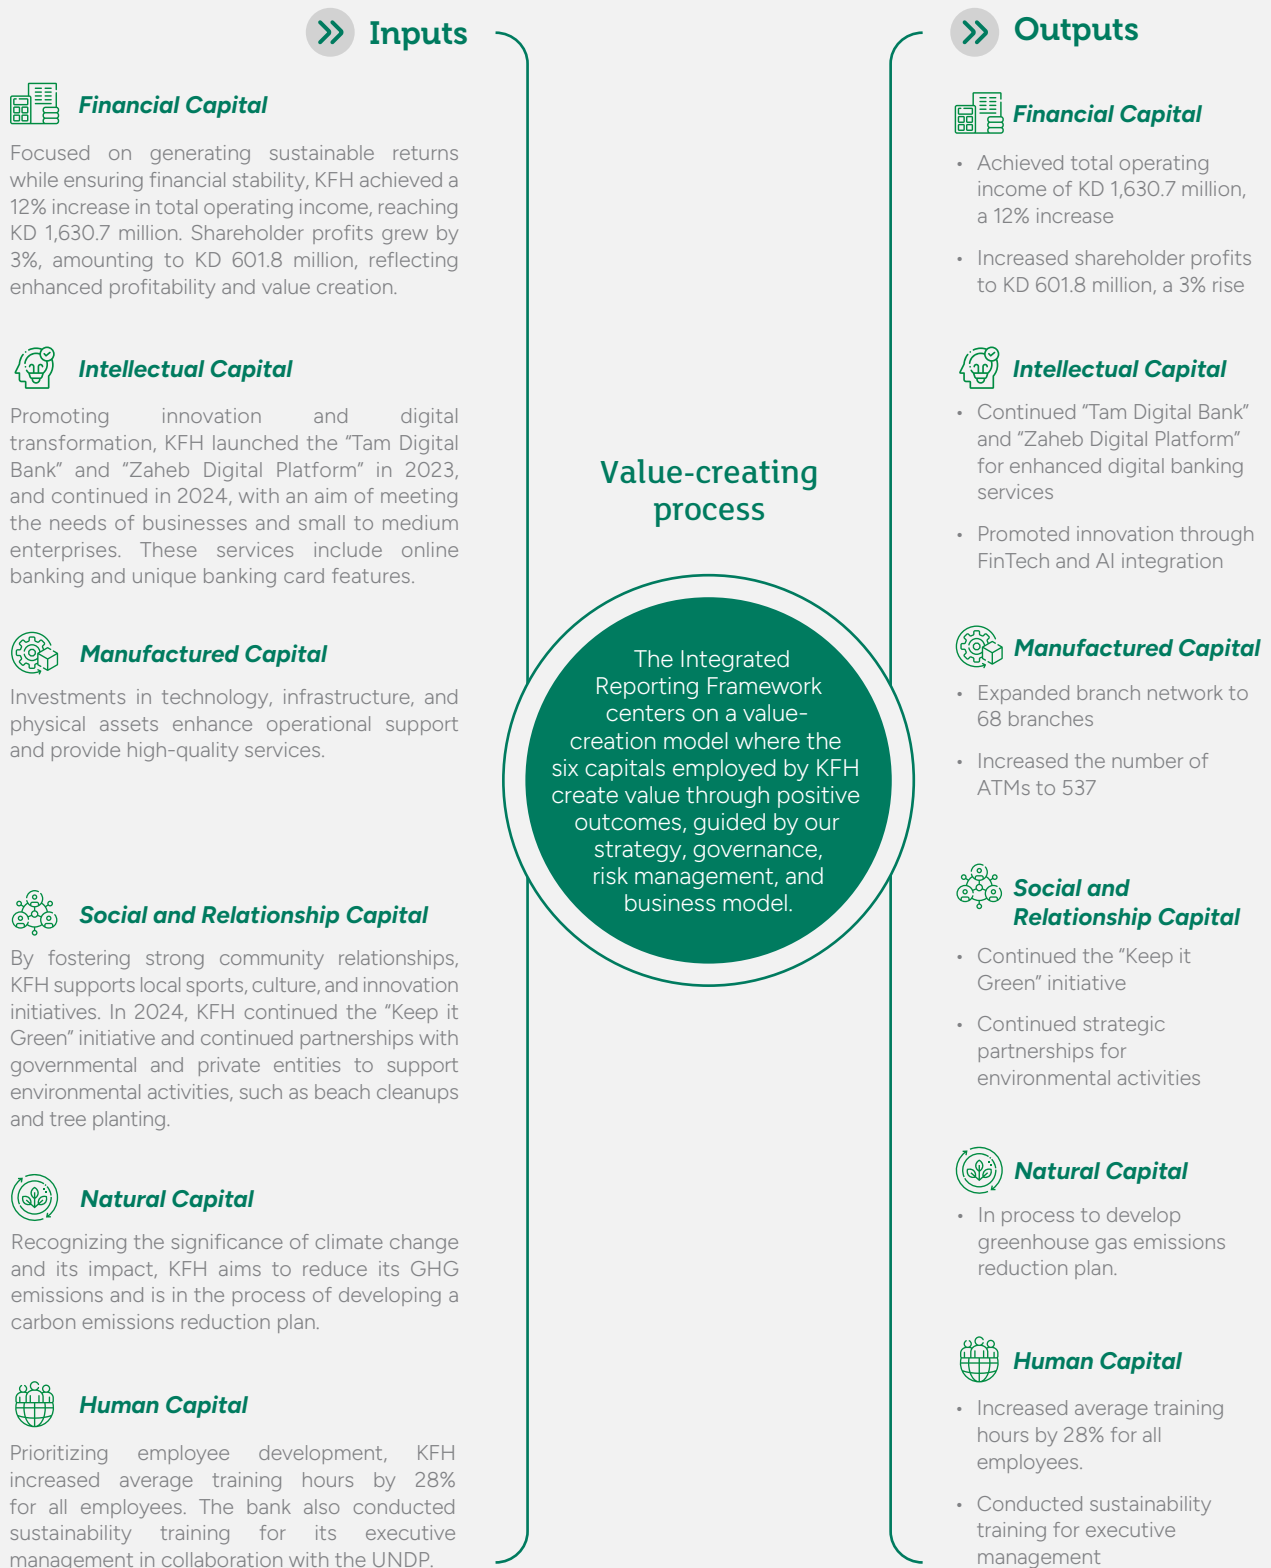 Inputs
Financial Capital
Focused on generating sustainable returns
while ensuring financial stability, KFH achieved a
12% increase in total operating income, reaching
KD 1,630.7 million. Shareholder profits grew by
3%, amounting to KD 601.8 million, reflecting
enhanced profitability and value creation.
Intellectual Capital
Promoting innovation and digital
transformation, KFH launched the “Tam Digital
Bank” and “Zaheb Digital Platform” in 2023,
and continued in 2024, with an aim of meeting
the needs of businesses and small to medium
enterprises. These services include online
banking and unique banking card features.
Manufactured Capital
Investments in technology, infrastructure, and
physical assets enhance operational support
and provide high-quality services.
Social and Relationship Capital
By fostering strong community relationships,
KFH supports local sports, culture, and innovation
initiatives. In 2024, KFH continued the “Keep it
Green” initiative and continued partnerships with
governmental and private entities to support
environmental activities, such as beach cleanups
and tree planting.
Natural Capital
Recognizing the significance of climate change
and its impact, KFH aims to reduce its GHG
emissions and is in the process of developing a
carbon emissions reduction plan.
Human Capital
Prioritizing employee development, KFH
increased average training hours by 28%
for all employees. The bank also conducted
sustainability training for its executive
management in collaboration with the UNDP.
Value-creating
process
The Integrated
Reporting Framework
centers on a value-
creation model where the
six capitals employed by KFH
create value through positive
outcomes, guided by our
strategy, governance,
risk management, and
business model.
Outputs
Financial Capital
• Achieved total operating
income of KD 1,630.7 million,
a 12% increase
• Increased shareholder profits
to KD 601.8 million, a 3% rise
Intellectual Capital
• Continued “Tam Digital Bank”
and “Zaheb Digital Platform”
for enhanced digital banking
services
• Promoted innovation through
FinTech and AI integration
Manufactured Capital
• Expanded branch network to
68 branches
• Increased the number of
ATMs to 537
Social and
Relationship Capital
• Continued the “Keep it
Green” initiative
• Continued strategic
partnerships for
environmental activities
Natural Capital
• In process to develop
greenhouse gas emissions
reduction plan.
Human Capital
• Increased average training
hours by 28% for all
employees.
• Conducted sustainability
training for executive
management